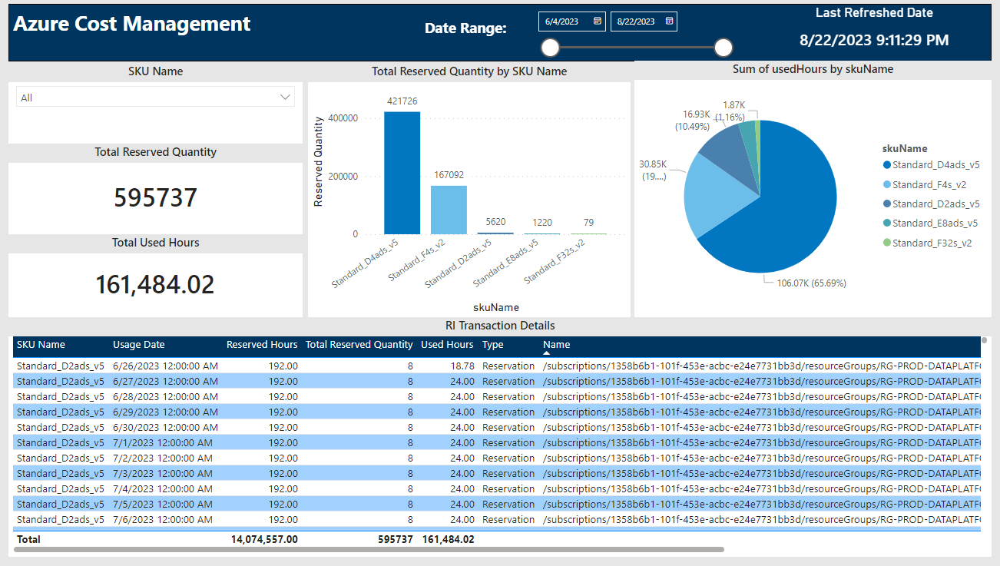 Azure Cost Management
Date Range:
6/4/2023
8/22/2023
Last Refreshed Date
8/22/2023 9:11:29 PM
SKU Name
All
Total Reserved Quantity
595737
Total Used Hours
161,484.02
Total Reserved Quantity by SKU Name
Reserved Quantity
400000
200000
0
421726
167092
5620
1220
79
Standard_D4ads_v5
Standard_F4s_v2
Standard_D2ads_v5
Standard_E8ads_v5
Standard_F32s_v2
skuName
Sum of usedHours by skuName
1.87K
(1.16%)
16.93K
(10.49%)
30.85K
(19....)
106.07K (65.69%)
skuName
Standard_D4ads_v5
Standard_F4s_v2
Standard_D2ads_v5
Standard_E8ads_v5
Standard_F32s_v2
RI Transaction Details
SKU Name Usage Date Reserved Hours Total Reserved Quantity Used Hours Type Name
Standard_D2ads_v5 6/26/2023 12:00:00 AM 192.00 8 18.78 Reservation /subscriptions/1358b6b1-101f-453e-acbc-e24e7731bb3d/resourceGroups/RG-PROD-DATAPLATF
Standard_D2ads_v5 6/27/2023 12:00:00 AM 192.00 8 24.00 Reservation /subscriptions/1358b6b1-101f-453e-acbc-e24e7731bb3d/resourceGroups/RG-PROD-DATAPLATF
Standard_D2ads_v5 6/28/2023 12:00:00 AM 192.00 8 24.00 Reservation /subscriptions/1358b6b1-101f-453e-acbc-e24e7731bb3d/resourceGroups/RG-PROD-DATAPLATF
Standard_D2ads_v5 6/29/2023 12:00:00 AM 192.00 8 24.00 Reservation /subscriptions/1358b6b1-101f-453e-acbc-e24e7731bb3d/resourceGroups/RG-PROD-DATAPLATF
Standard_D2ads_v5 6/30/2023 12:00:00 AM 192.00 8 24.00 Reservation /subscriptions/1358b6b1-101f-453e-acbc-e24e7731bb3d/resourceGroups/RG-PROD-DATAPLATF
Standard_D2ads_v5 7/1/2023 12:00:00 AM 192.00 8 24.00 Reservation /subscriptions/1358b6b1-101f-453e-acbc-e24e7731bb3d/resourceGroups/RG-PROD-DATAPLATF
Standard_D2ads_v5 7/2/2023 12:00:00 AM 192.00 8 24.00 Reservation /subscriptions/1358b6b1-101f-453e-acbc-e24e7731bb3d/resourceGroups/RG-PROD-DATAPLATF
Standard_D2ads_v5 7/3/2023 12:00:00 AM 192.00 8 24.00 Reservation /subscriptions/1358b6b1-101f-453e-acbc-e24e7731bb3d/resourceGroups/RG-PROD-DATAPLATF
Standard_D2ads_v5 7/4/2023 12:00:00 AM 192.00 8 24.00 Reservation /subscriptions/1358b6b1-101f-453e-acbc-e24e7731bb3d/resourceGroups/RG-PROD-DATAPLATF
Standard_D2ads_v5 7/5/2023 12:00:00 AM 192.00 8 24.00 Reservation /subscriptions/1358b6b1-101f-453e-acbc-e24e7731bb3d/resourceGroups/RG-PROD-DATAPLATF
Standard_D2ads_v5 7/6/2023 12:00:00 AM 192.00 8 24.00 Reservation /subscriptions/1358b6b1-101f-453e-acbc-e24e7731bb3d/resourceGroups/RG-PROD-DATAPLATF
Total 14,074,557.00 595737 161,484.02